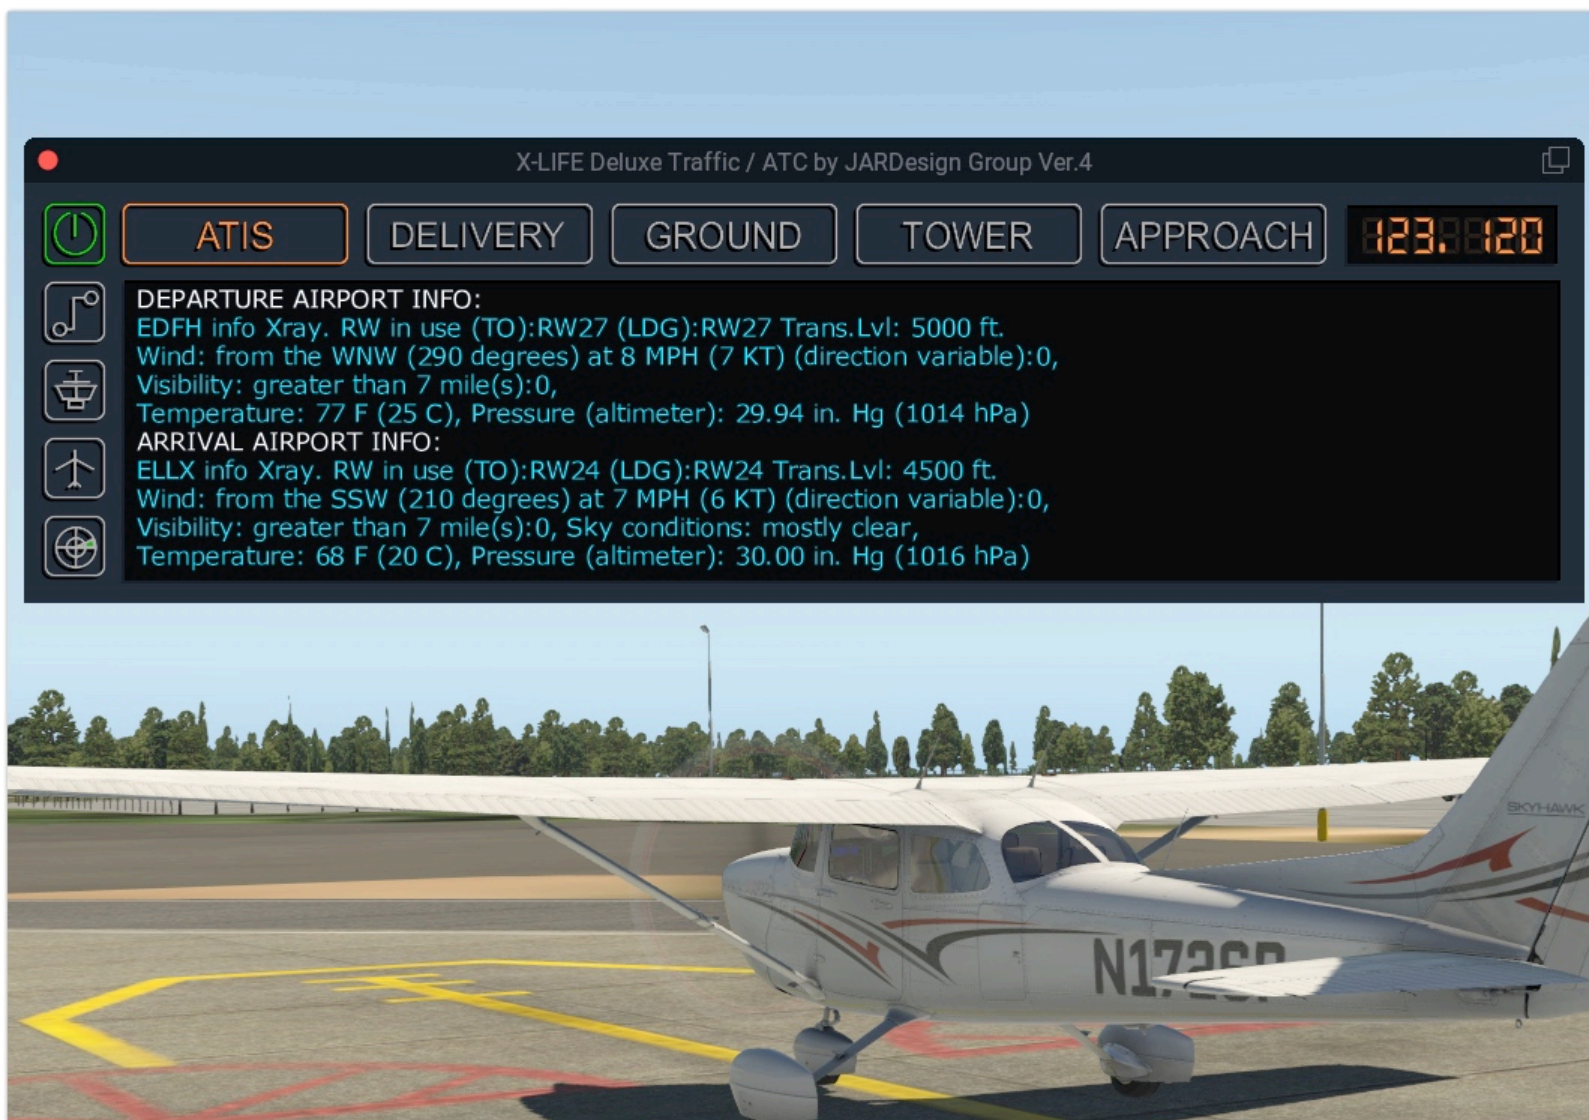 X-LIFE Deluxe Traffic / ATC by JARDesign Group Ver.4
ATIS DELIVERY GROUND TOWER APPROACH 123.120
DEPARTURE AIRPORT INFO:
EDFH info Xray. RW in use (TO):RW27 (LDG):RW27 Trans.Lvl: 5000 ft.
Wind: from the WNW (290 degrees) at 8 MPH (7 KT) (direction variable):0,
Visibility: greater than 7 mile(s):0,
Temperature: 77 F (25 C), Pressure (altimeter): 29.94 in. Hg (1014 hPa)
ARRIVAL AIRPORT INFO:
ELLX info Xray. RW in use (TO):RW24 (LDG):RW24 Trans.Lvl: 4500 ft.
Wind: from the SSW (210 degrees) at 7 MPH (6 KT) (direction variable):0,
Visibility: greater than 7 mile(s):0, Sky conditions: mostly clear,
Temperature: 68 F (20 C), Pressure (altimeter): 30.00 in. Hg (1016 hPa)
SKYHAWK
N172SP